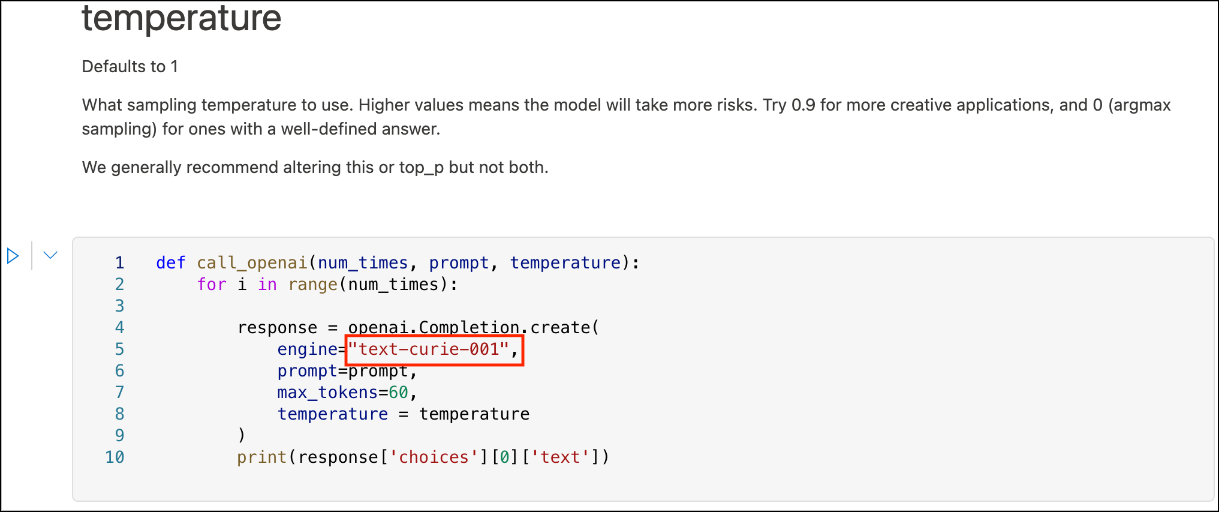 temperature
Defaults to 1
What sampling temperature to use. Higher values means the model will take more risks. Try 0.9 for more creative applications, and 0 (argmax
sampling) for ones with a well-defined answer.
We generally recommend altering this or top_p but not both.
1 def call_openai(num_times, prompt, temperature):
2     for i in range(num_times):
3
4         response = openai.Completion.create(
5             engine="text-curie-001",
6             prompt=prompt,
7             max_tokens=60,
8             temperature = temperature
9         )
10         print(response['choices'][0]['text'])